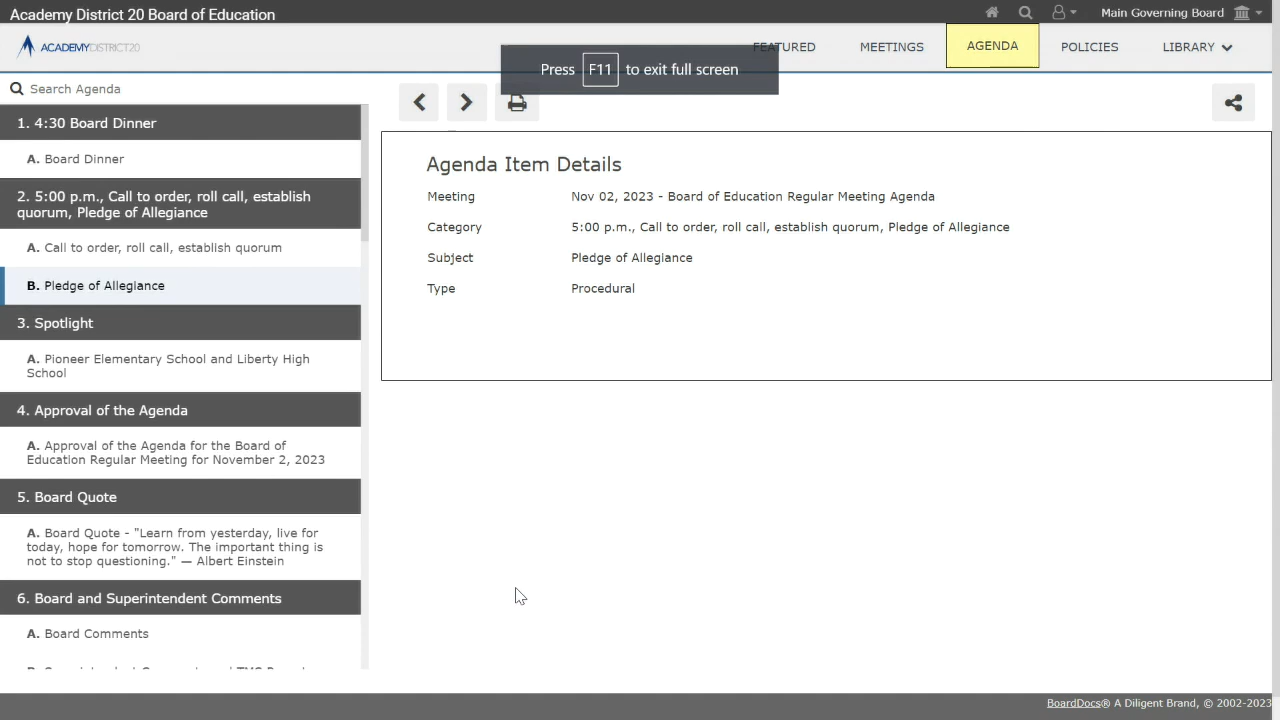 Academy District 20 Board of Education
Main Governing Board
ACADEMYDISTRICT20
FEATURED
MEETINGS
AGENDA
POLICIES
LIBRARY
Press F11 to exit full screen
Search Agenda
1. 4:30 Board Dinner
A. Board Dinner
2. 5:00 p.m., Call to order, roll call, establish
quorum, Pledge of Allegiance
A. Call to order, roll call, establish quorum
B. Pledge of Allegiance
3. Spotlight
A. Pioneer Elementary School and Liberty High
School
4. Approval of the Agenda
A. Approval of the Agenda for the Board of
Education Regular Meeting for November 2, 2023
5. Board Quote
A. Board Quote - "Learn from yesterday, live for
today, hope for tomorrow. The important thing is
not to stop questioning." — Albert Einstein
6. Board and Superintendent Comments
A. Board Comments
Agenda Item Details
Meeting Nov 02, 2023 - Board of Education Regular Meeting Agenda
Category 5:00 p.m., Call to order, roll call, establish quorum, Pledge of Allegiance
Subject Pledge of Allegiance
Type Procedural
BoardDocs® A Diligent Brand, © 2002-2023